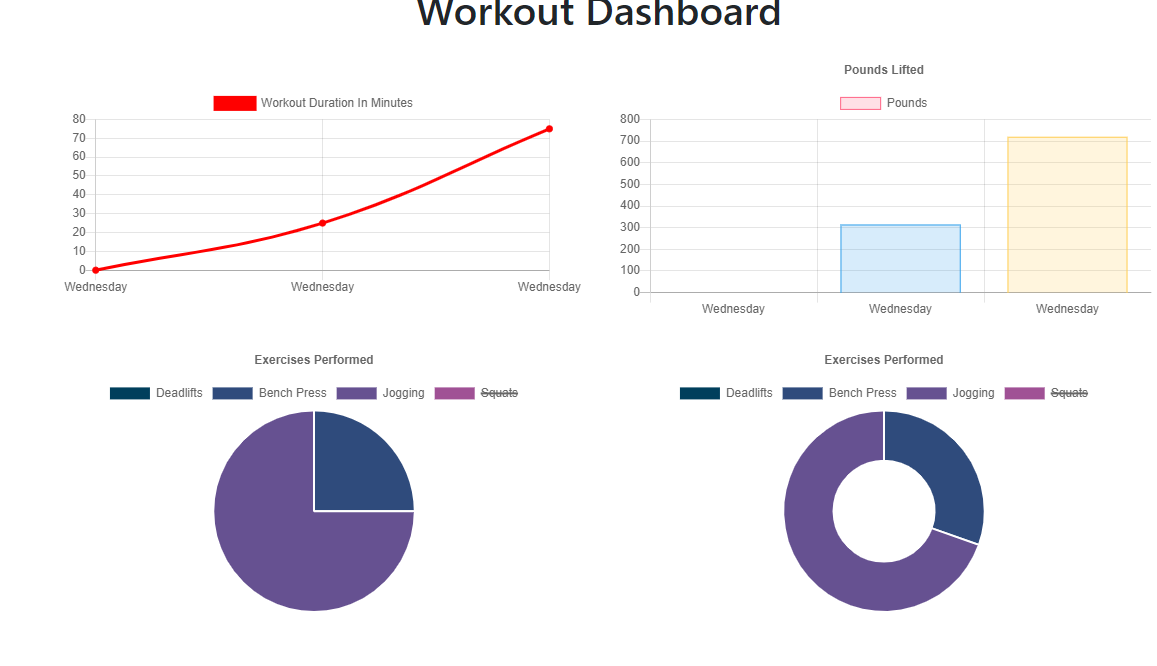 Workout Dashboard
Workout Duration In Minutes
80
70
60
50
40
30
20
10
0
Wednesday Wednesday Wednesday
Pounds Lifted
Pounds
800
700
600
500
400
300
200
100
0
Wednesday Wednesday Wednesday
Exercises Performed
Deadlifts Bench Press Jogging Squats
Exercises Performed
Deadlifts Bench Press Jogging Squats